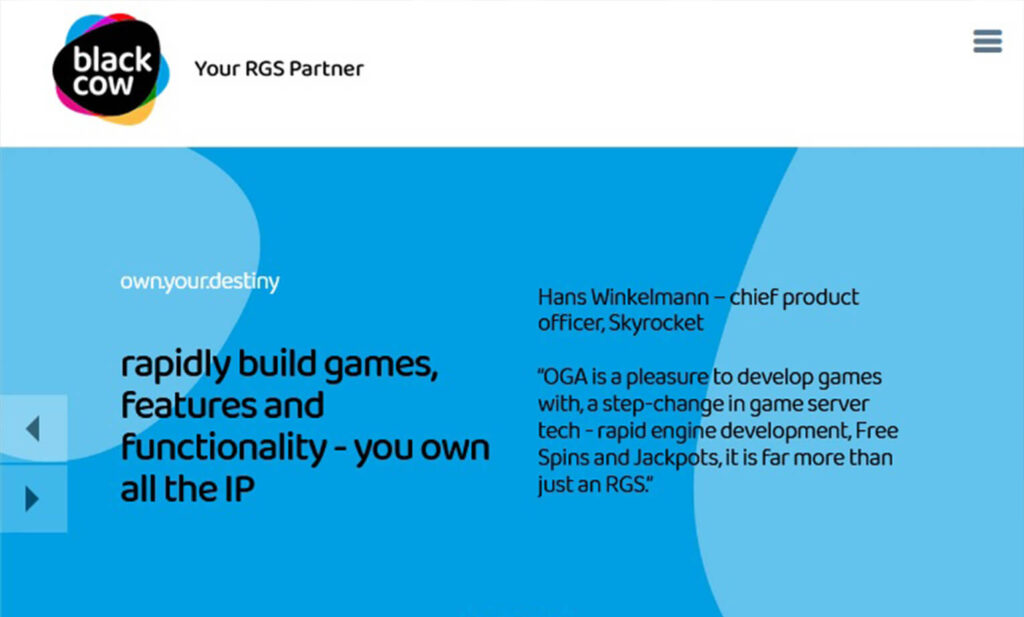 black
cow
Your RGS Partner
own.your.destiny
rapidly build games,
features and
functionality - you own
all the IP
Hans Winkelmann – chief product
officer, Skyrocket
“OGA is a pleasure to develop games
with, a step-change in game server
tech - rapid engine development, Free
Spins and Jackpots, it is far more than
just an RGS.“